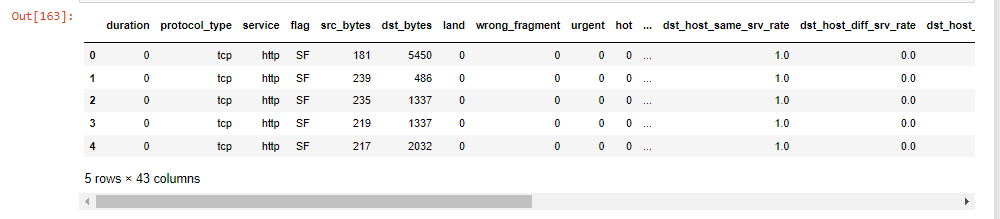 Out[163]:
duration protocol_type service flag src_bytes dst_bytes land wrong_fragment urgent hot ... dst_host_same_srv_rate dst_host_diff_srv_rate dst_host_
0 0 tcp http SF 181 5450 0 0 0 0 ... 1.0 0.0
1 0 tcp http SF 239 486 0 0 0 0 ... 1.0 0.0
2 0 tcp http SF 235 1337 0 0 0 0 ... 1.0 0.0
3 0 tcp http SF 219 1337 0 0 0 0 ... 1.0 0.0
4 0 tcp http SF 217 2032 0 0 0 0 ... 1.0 0.0
5 rows × 43 columns